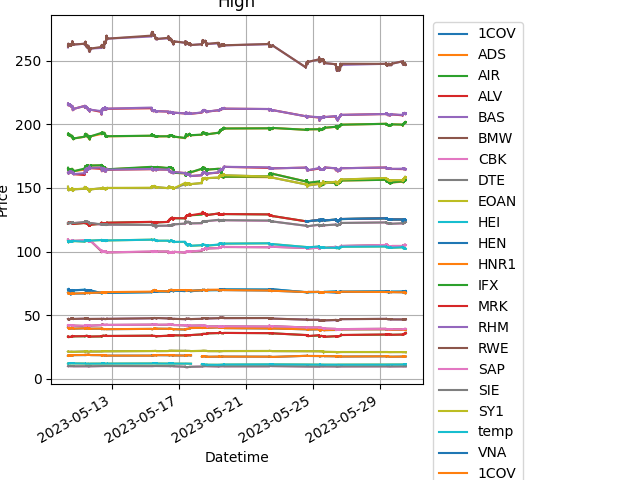 High
Price
250
200
150
100
50
0
2023-05-13
2023-05-17
2023-05-21
2023-05-25
2023-05-29
Datetime
1COV
ADS
AIR
ALV
BAS
BMW
CBK
DTE
EOAN
HEI
HEN
HNR1
IFX
MRK
RHM
RWE
SAP
SIE
SY1
temp
VNA
1COV